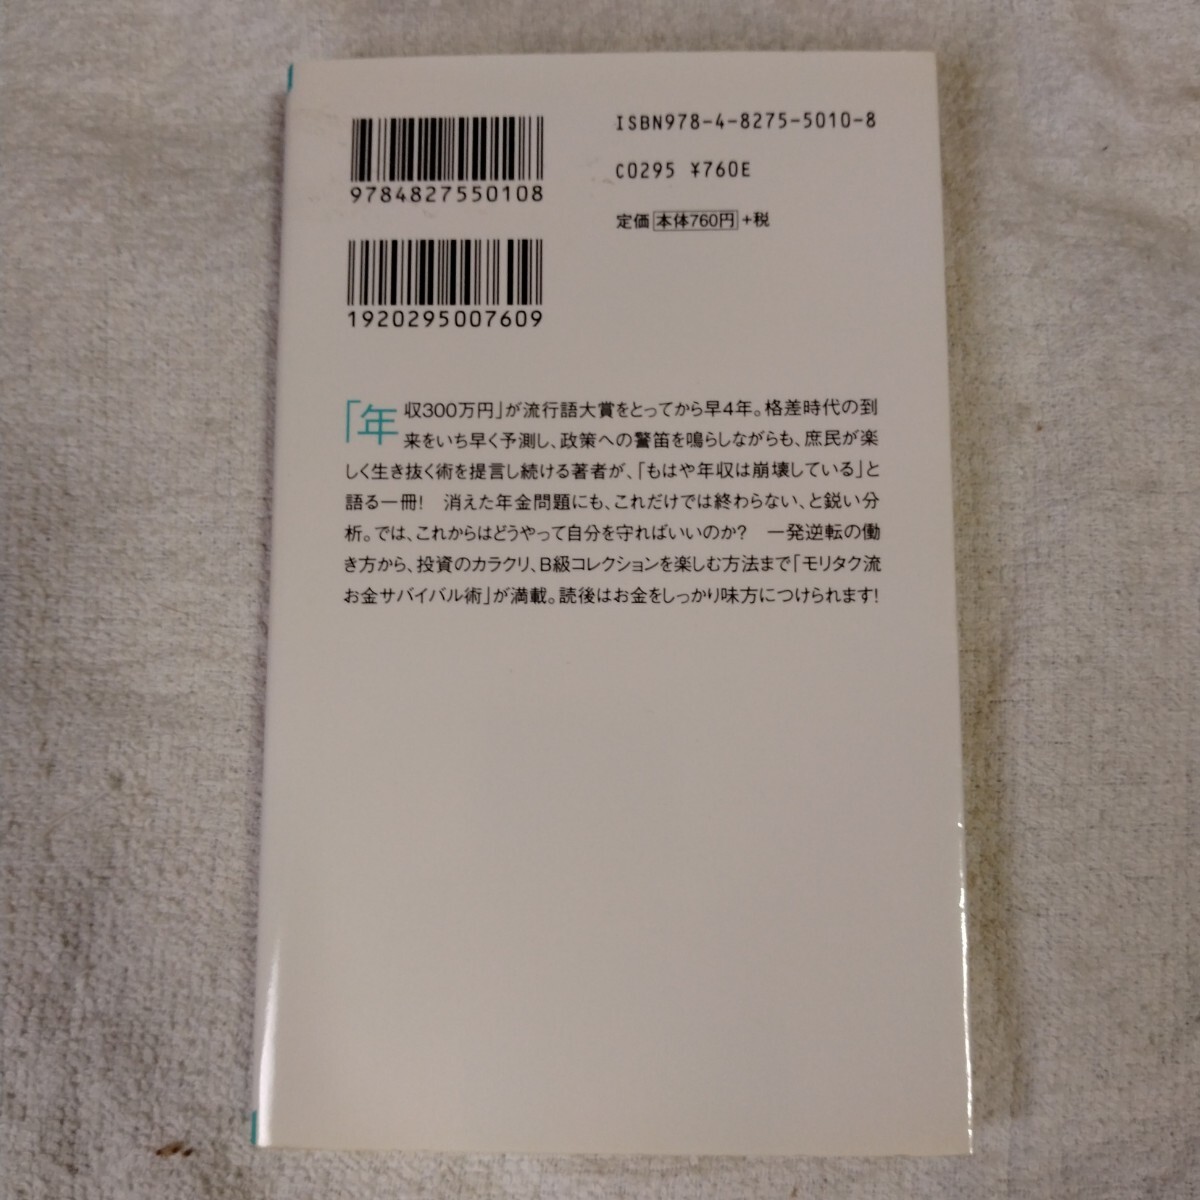 ISBN978-4-8275-5010-8
9784827550108
C0295 ¥760E
定価 本体760円 +税
1920295007609
「年収300万円」が流行語大賞をとってから早4年。格差時代の到
来をいち早く予測し、政策への警笛を鳴らしながらも、庶民が楽
しく生き抜く術を提言し続ける著者が、「もはや年収は崩壊している」と
語る一冊!　消えた年金問題にも、これだけでは終わらない、と鋭い分
析。では、これからはどうやって自分を守ればいいのか?　一発逆転の働
き方から、投資のカラクリ、B級コレクションを楽しむ方法まで「モリタク流
お金サバイバル術」が満載。読後はお金をしっかり味方につけられます!